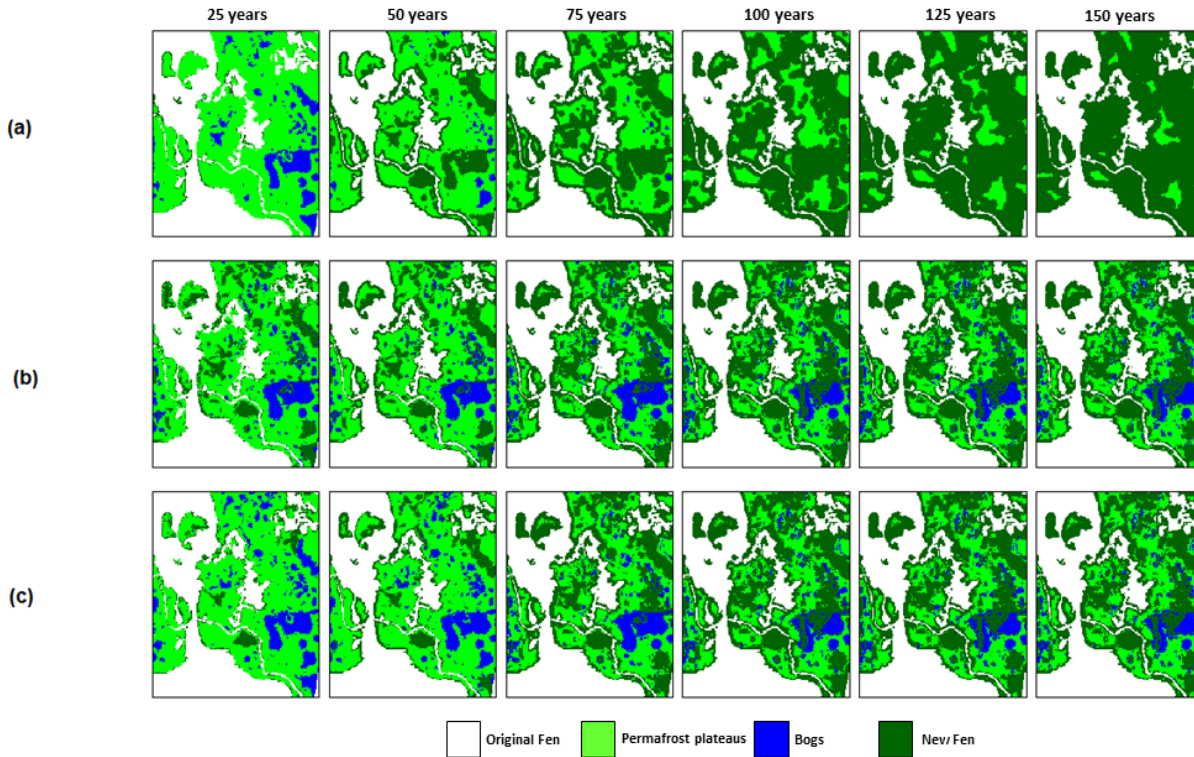 25 years 50 years 75 years 100 years 125 years 150 years
(a)
(b)
(c)
Original Fen Permafrost plateaus Bogs New Fen